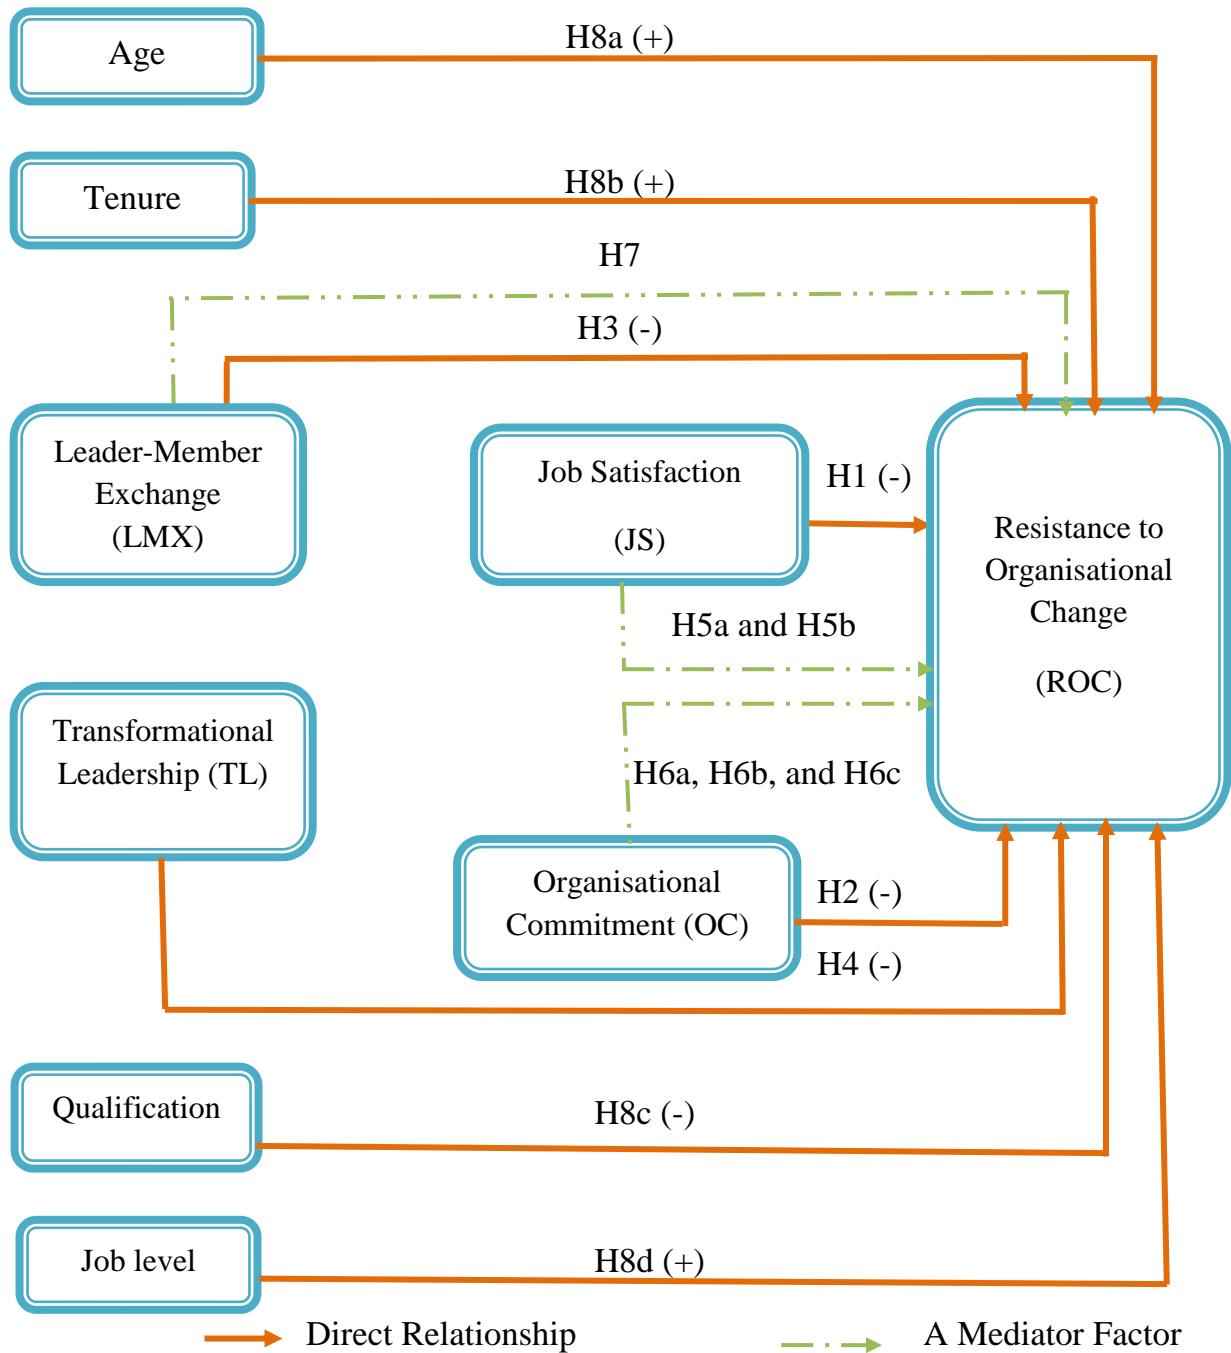 Age
H8a (+)
Tenure
H8b (+)
H7
H3 (-)
Leader-Member
Exchange
(LMX)
Job Satisfaction
(JS)
H1 (-)
Resistance to
Organisational
Change
(ROC)
H5a and H5b
Transformational
Leadership (TL)
H6a, H6b, and H6c
Organisational
Commitment (OC)
H2 (-)
H4 (-)
Qualification
H8c (-)
Job level
H8d (+)
Direct Relationship
A Mediator Factor